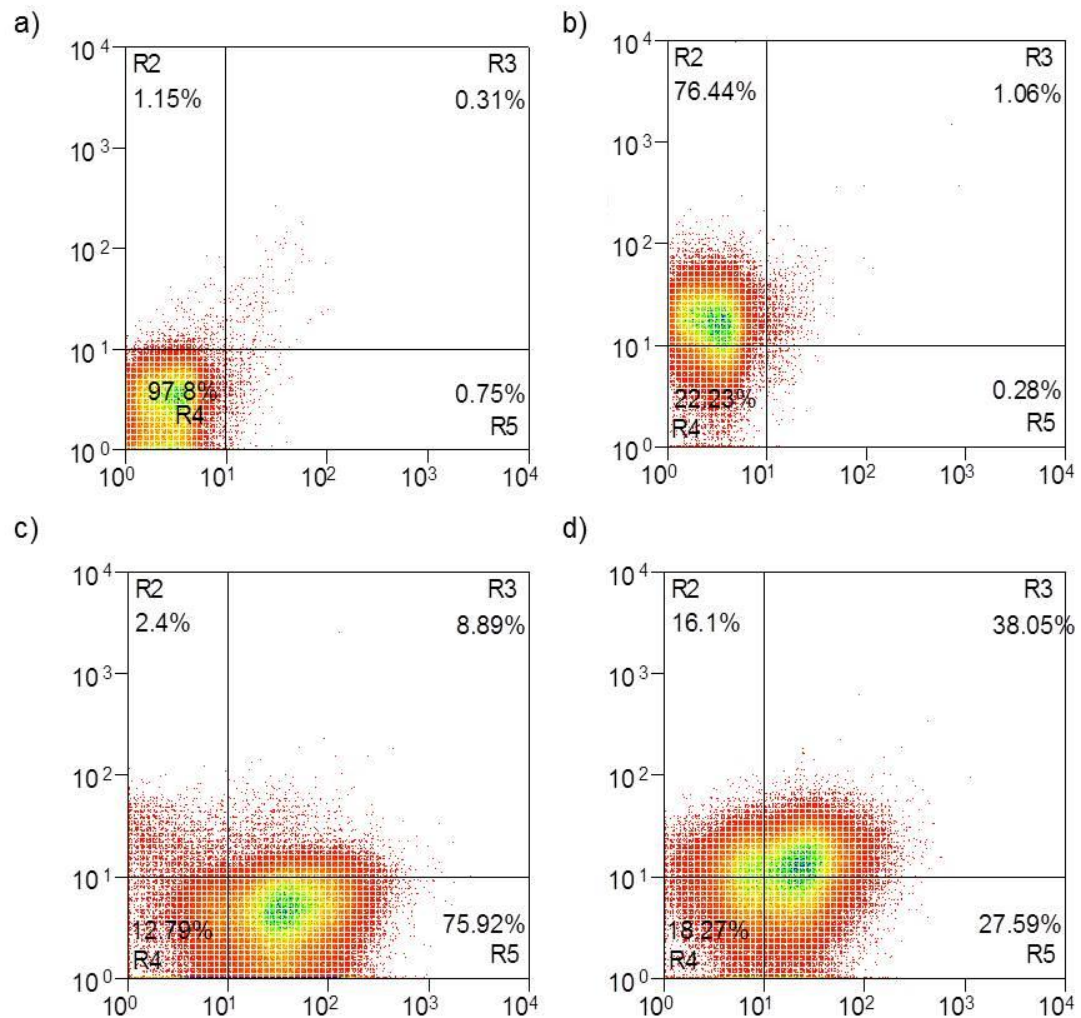 a)
10⁴
R2 R3
1.15% 0.31%
10³
10²
10¹
97.8% 0.75%
R4 R5
10⁰
10⁰ 10¹ 10² 10³ 10⁴
b)
10⁴
R2 R3
76.44% 1.06%
10³
10²
10¹
22.23% 0.28%
R4 R5
10⁰
10⁰ 10¹ 10² 10³ 10⁴
c)
10⁴
R2 R3
2.4% 8.89%
10³
10²
10¹
12.79% 75.92%
R4 R5
10⁰
10⁰ 10¹ 10² 10³ 10⁴
d)
10⁴
R2 R3
16.1% 38.05%
10³
10²
10¹
18.27% 27.59%
R4 R5
10⁰
10⁰ 10¹ 10² 10³ 10⁴